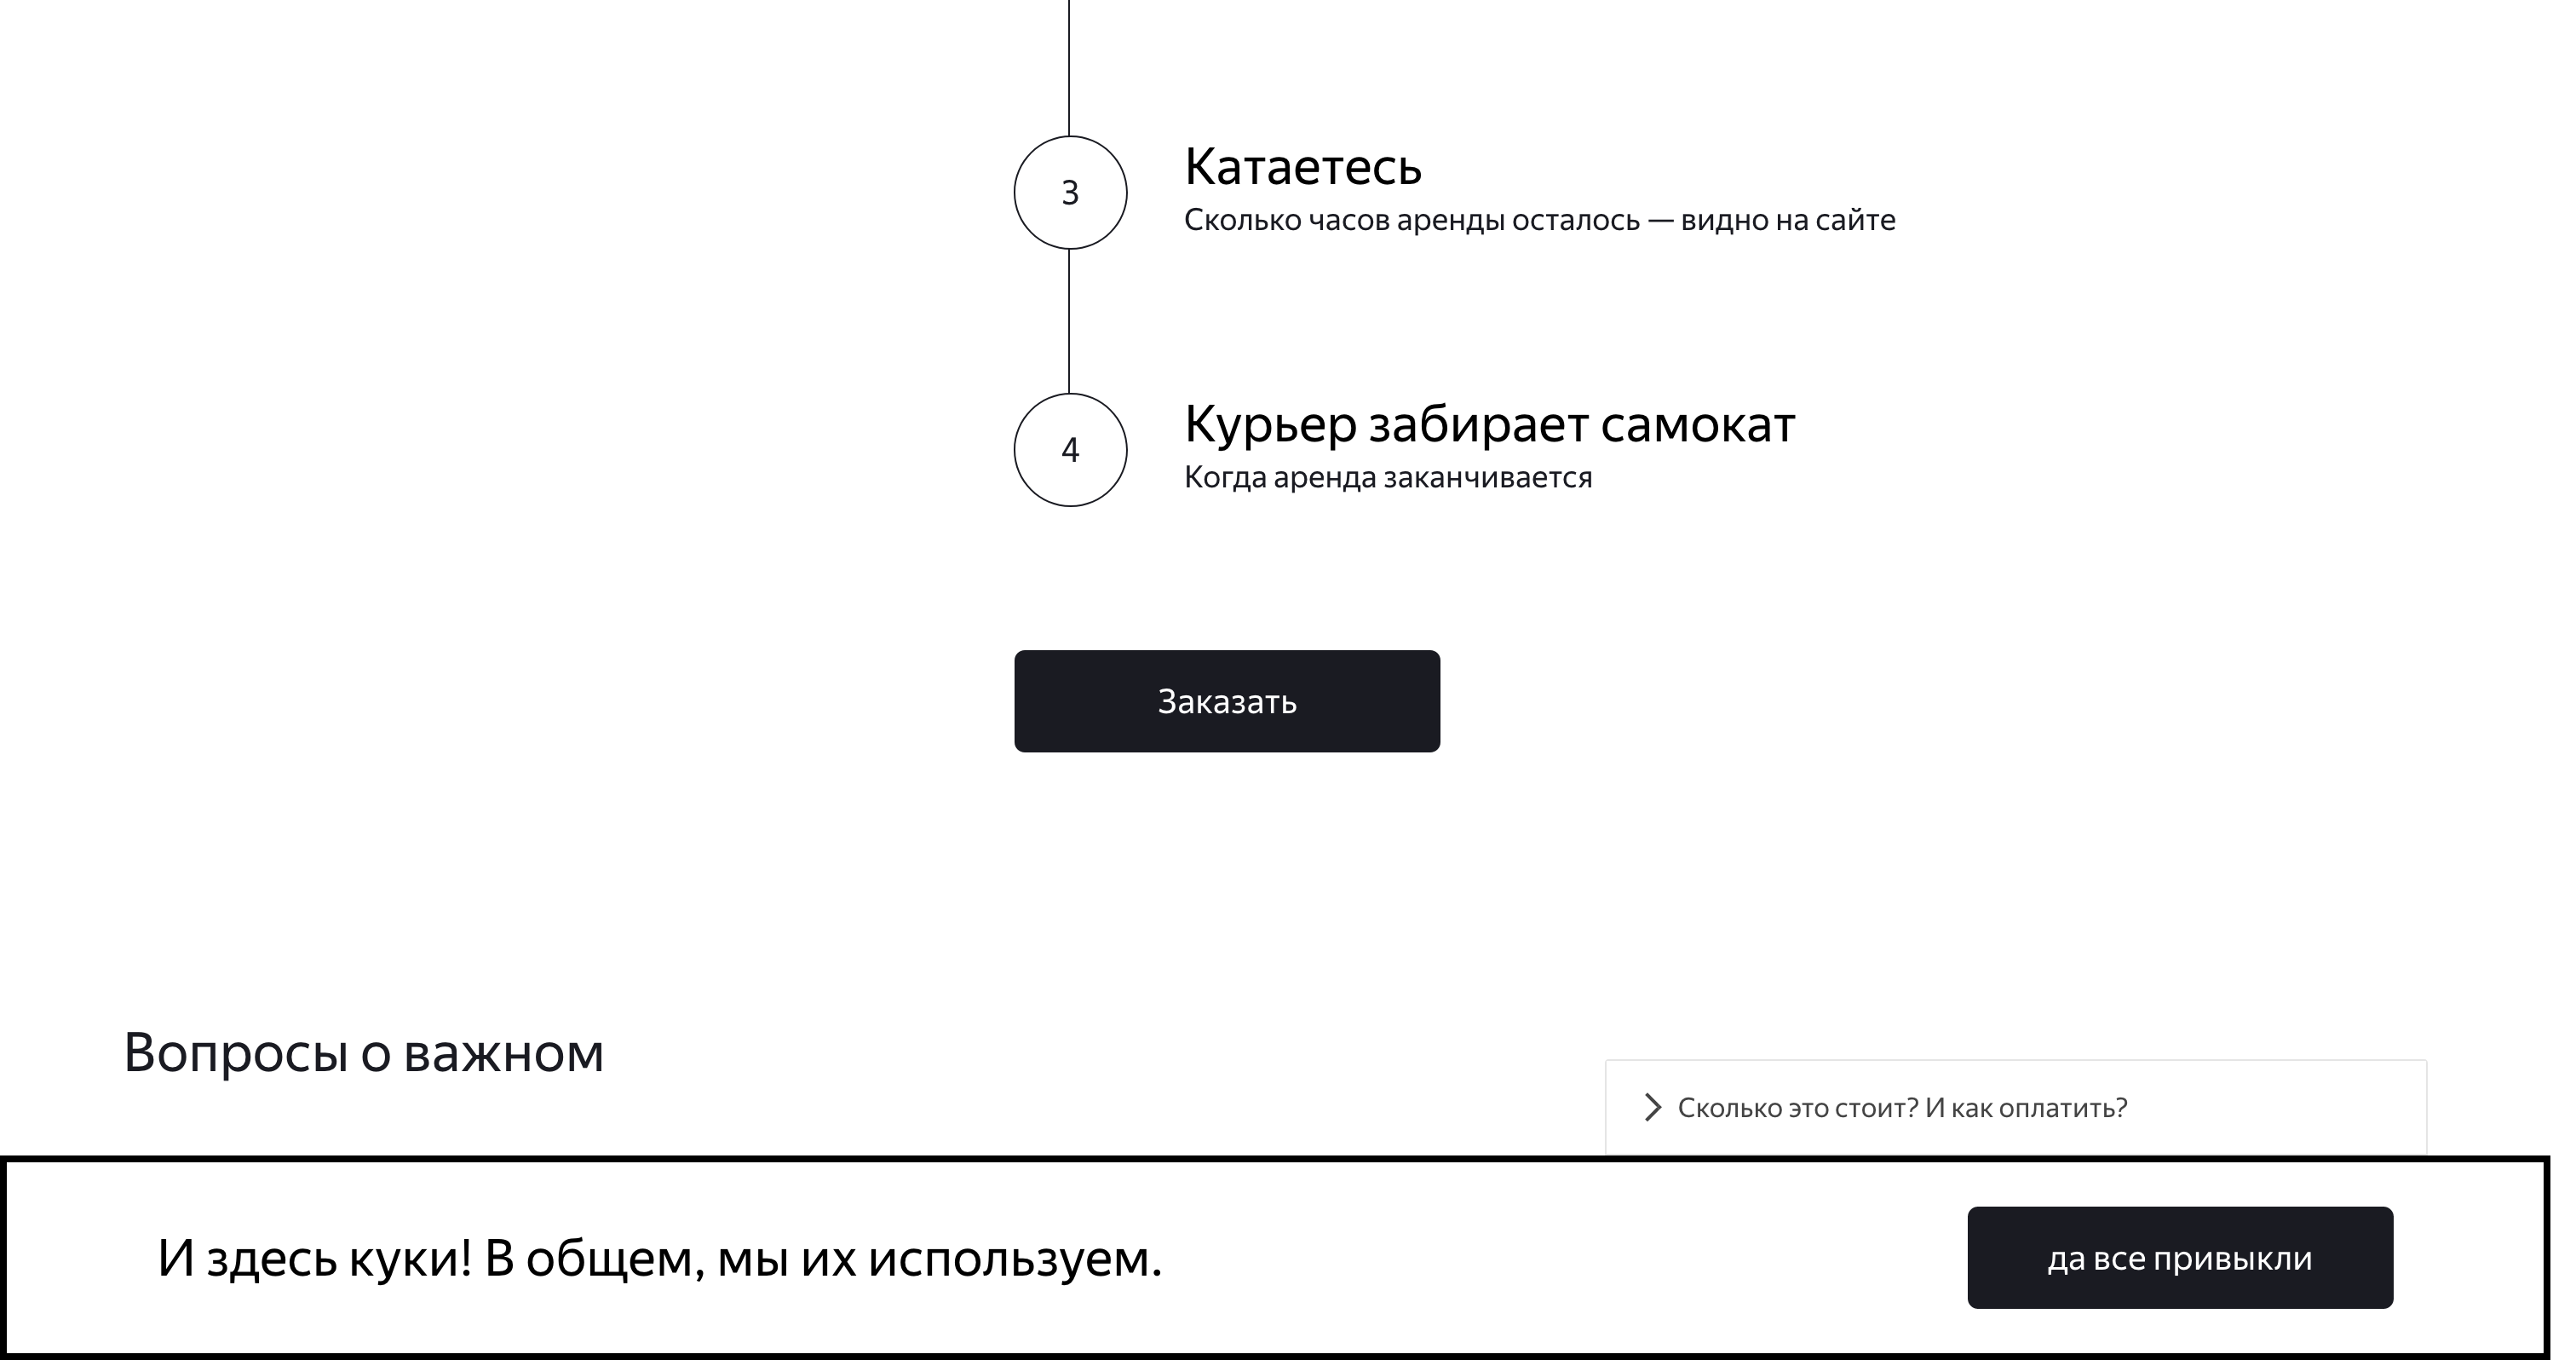 3
Катаетесь
Сколько часов аренды осталось — видно на сайте
4
Курьер забирает самокат
Когда аренда заканчивается
Заказать
Вопросы о важном
Сколько это стоит? И как оплатить?
И здесь куки! В общем, мы их используем.
да все привыкли